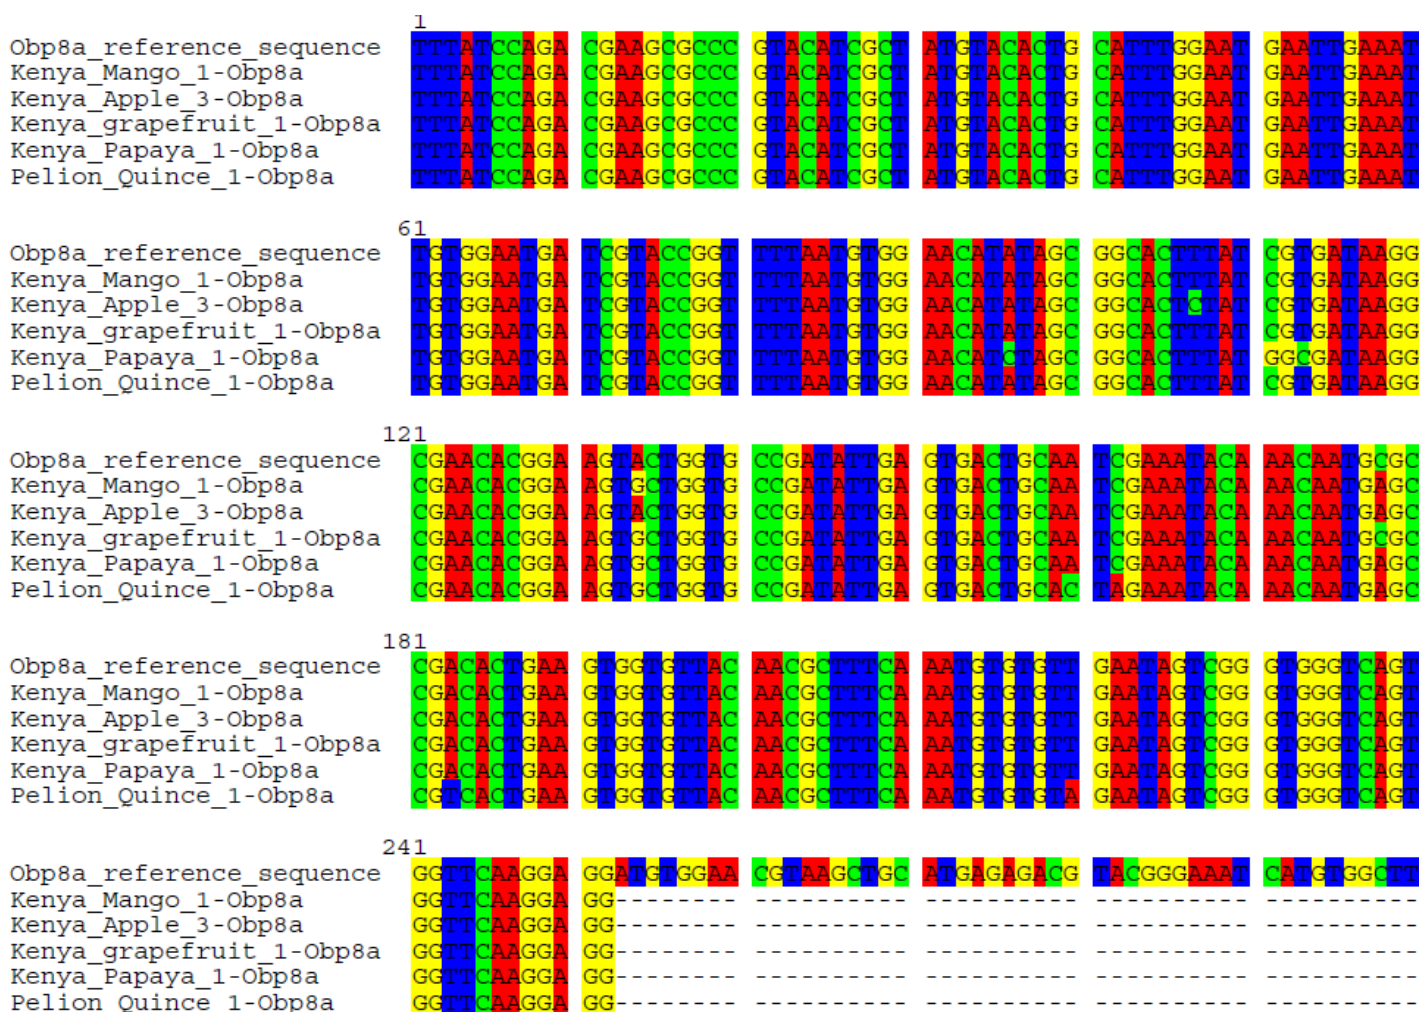 1
Obp8a_reference_sequence TTTATCCAGA CGAAGCGCCC GTACATCGCT ATGTACACTG CATTTGGAAT GAATTGAAAT
Kenya_Mango_1-Obp8a TTTATCCAGA CGAAGCGCCC GTACATCGCT ATGTACACTG CATTTGGAAT GAATTGAAAT
Kenya_Apple_3-Obp8a TTTATCCAGA CGAAGCGCCC GTACATCGCT ATGTACACTG CATTTGGAAT GAATTGAAAT
Kenya_grapefruit_1-Obp8a TTTATCCAGA CGAAGCGCCC GTACATCGCT ATGTACACTG CATTTGGAAT GAATTGAAAT
Kenya_Papaya_1-Obp8a TTTATCCAGA CGAAGCGCCC GTACATCGCT ATGTACACTG CATTTGGAAT GAATTGAAAT
Pelion_Quince_1-Obp8a TTTATCCAGA CGAAGCGCCC GTACATCGCT ATGTACACTG CATTTGGAAT GAATTGAAAT
61
Obp8a_reference_sequence TGTGGAATGA TCGTACCGGT TTTAATGTGG AACATATAGC GGCACTTTAT CGTGATAAGG
Kenya_Mango_1-Obp8a TGTGGAATGA TCGTACCGGT TTTAATGTGG AACATATAGC GGCACTTTAT CGTGATAAGG
Kenya_Apple_3-Obp8a TGTGGAATGA TCGTACCGGT TTTAATGTGG AACATATAGC GGCACTCTAT CGTGATAAGG
Kenya_grapefruit_1-Obp8a TGTGGAATGA TCGTACCGGT TTTAATGTGG AACATATAGC GGCACTTTAT CGTGATAAGG
Kenya_Papaya_1-Obp8a TGTGGAATGA TCGTACCGGT TTTAATGTGG AACATCTAGC GGCACTTTAT GGCGATAAGG
Pelion_Quince_1-Obp8a TGTGGAATGA TCGTACCGGT TTTAATGTGG AACATATAGC GGCACTTTAT CGTGATAAGG
121
Obp8a_reference_sequence CGAACACGGA AGTACTGGTG CCGATATTGA GTGACTGCAA TCGAAATACA AACAATGCGC
Kenya_Mango_1-Obp8a CGAACACGGA AGTGCTGGTG CCGATATTGA GTGACTGCAA TCGAAATACA AACAATGAGC
Kenya_Apple_3-Obp8a CGAACACGGA AGTACTGGTG CCGATATTGA GTGACTGCAA TCGAAATACA AACAATGAGC
Kenya_grapefruit_1-Obp8a CGAACACGGA AGTGCTGGTG CCGATATTGA GTGACTGCAA TCGAAATACA AACAATGCGC
Kenya_Papaya_1-Obp8a CGAACACGGA AGTGCTGGTG CCGATATTGA GTGACTGCAA TCGAAATACA AACAATGAGC
Pelion_Quince_1-Obp8a CGAACACGGA AGTGCTGGTG CCGATATTGA GTGACTGCAC TAGAAATACA AACAATGAGC
181
Obp8a_reference_sequence CGACACTGAA GTGGTGTTAC AACGCTTTCA AATGTGTGTT GAATAGTCGG GTGGGTCAGT
Kenya_Mango_1-Obp8a CGACACTGAA GTGGTGTTAC AACGCTTTCA AATGTGTGTT GAATAGTCGG GTGGGTCAGT
Kenya_Apple_3-Obp8a CGACACTGAA GTGGTGTTAC AACGCTTTCA AATGTGTGTT GAATAGTCGG GTGGGTCAGT
Kenya_grapefruit_1-Obp8a CGACACTGAA GTGGTGTTAC AACGCTTTCA AATGTGTGTT GAATAGTCGG GTGGGTCAGT
Kenya_Papaya_1-Obp8a CGACACTGAA GTGGTGTTAC AACGCTTTCA AATGTGTGTT GAATAGTCGG GTGGGTCAGT
Pelion_Quince_1-Obp8a CGTCACTGAA GTGGTGTTAC AACGCTTTCA AATGTGTGTA GAATAGTCGG GTGGGTCAGT
241
Obp8a_reference_sequence GGTTCAAGGA GGATGTGGAA CGTAAGCTGC ATGAGAGACG TACGGGAAAT CATGTGGCTT
Kenya_Mango_1-Obp8a GGTTCAAGGA GG-------- ---------- ---------- ---------- ----------
Kenya_Apple_3-Obp8a GGTTCAAGGA GG-------- ---------- ---------- ---------- ----------
Kenya_grapefruit_1-Obp8a GGTTCAAGGA GG-------- ---------- ---------- ---------- ----------
Kenya_Papaya_1-Obp8a GGTTCAAGGA GG-------- ---------- ---------- ---------- ----------
Pelion_Quince_1-Obp8a GGTTCAAGGA GG-------- ---------- ---------- ---------- ----------